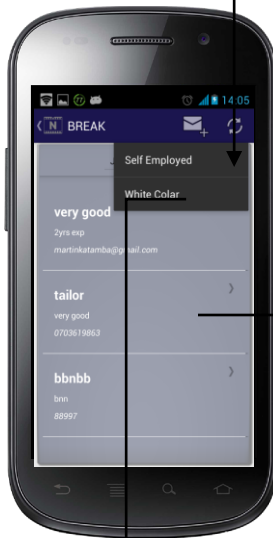 14:05
N BREAK
Self Employed
White Colar
very good
2yrs exp
martinkatamba@gmail.com
tailor
very good
0703619863
bbnbb
bnn
88997